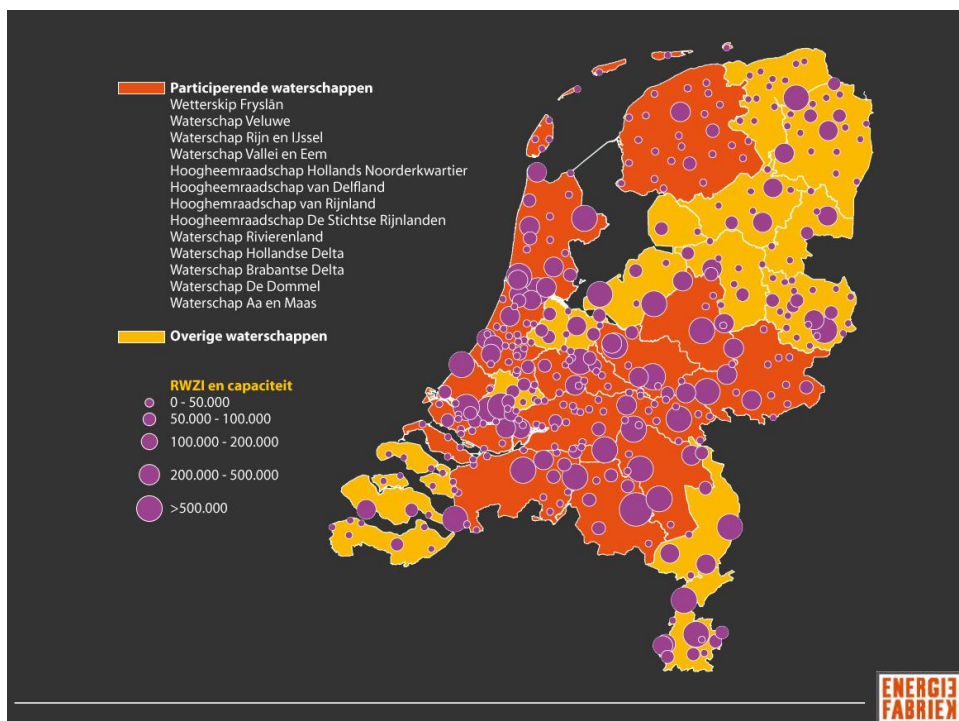 Participerende waterschappen
Wetterskip Fryslân
Waterschap Veluwe
Waterschap Rijn en IJssel
Waterschap Vallei en Eem
Hoogheemraadschap Hollands Noorderkwartier
Hoogheemraadschap van Delfland
Hooghemraadschap van Rijnland
Hoogheemraadschap De Stichtse Rijnlanden
Waterschap Rivierenland
Waterschap Hollandse Delta
Waterschap Brabantse Delta
Waterschap De Dommel
Waterschap Aa en Maas
Overige waterschappen
RWZI en capaciteit
0 - 50.000
50.000 - 100.000
100.000 - 200.000
200.000 - 500.000
>500.000
ENERGIE
FABRIEK